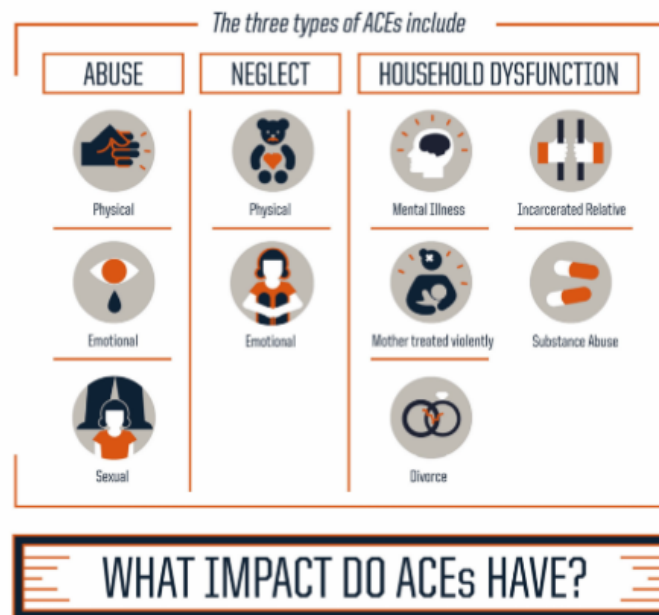 The three types of ACEs include
ABUSE
NEGLECT
HOUSEHOLD DYSFUNCTION
Physical
Physical
Mental Illness
Incarcerated Relative
Emotional
Emotional
Mother treated violently
Substance Abuse
Sexual
Divorce
WHAT IMPACT DO ACEs HAVE?